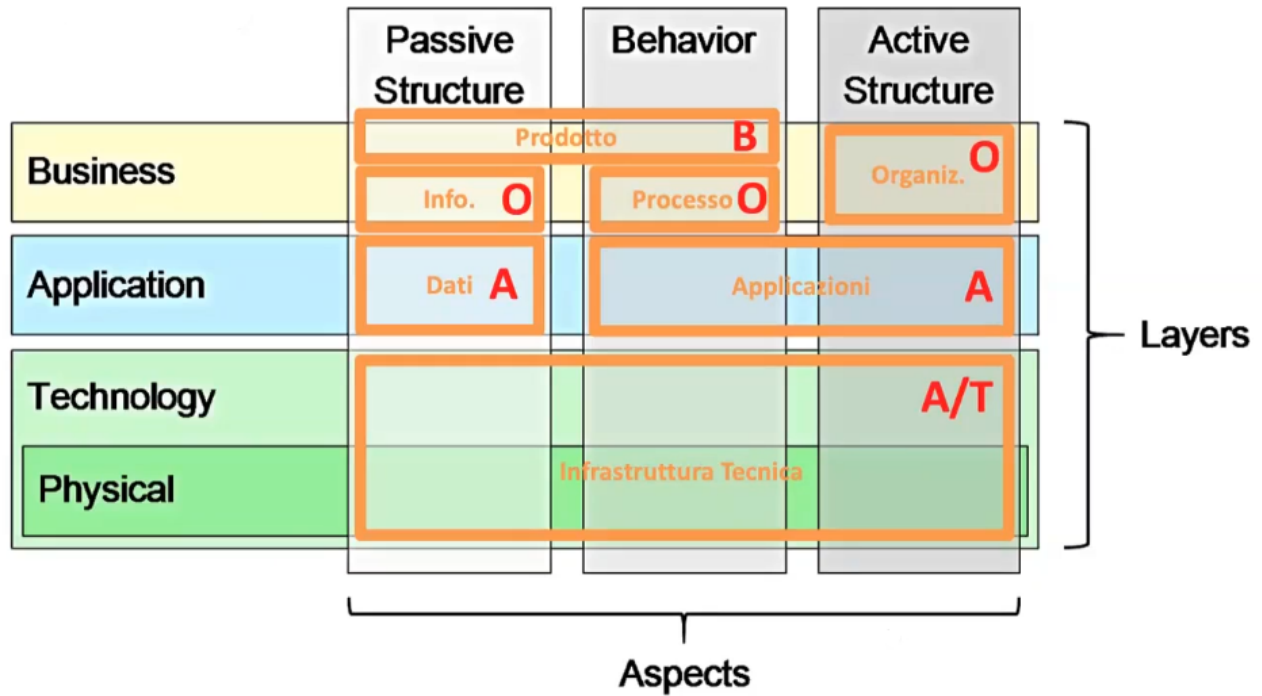 Passive
Structure
Behavior
Active
Structure
Business
Prodotto B
Info. O
Processo O
Organiz. O
Application
Dati A
Applicazioni A
Layers
Technology
A/T
Physical
Infrastruttura Tecnica
Aspects